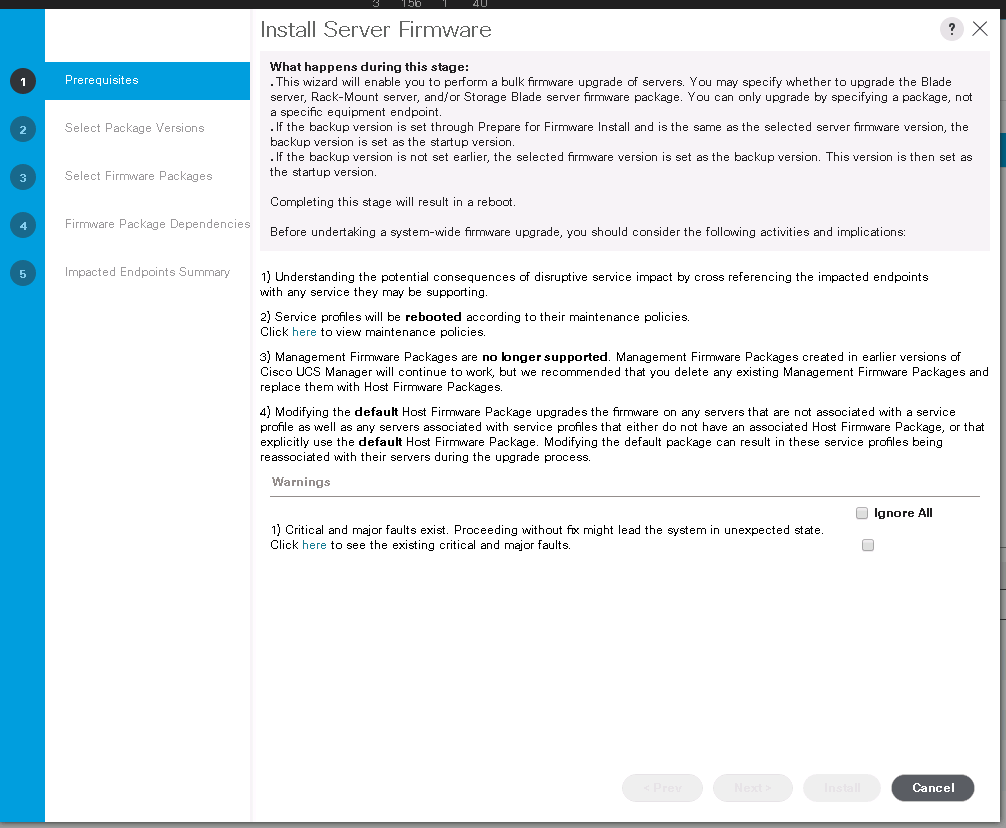 3 156 1 40
Install Server Firmware
?
1 Prerequisites
2 Select Package Versions
3 Select Firmware Packages
4 Firmware Package Dependencies
5 Impacted Endpoints Summary
What happens during this stage:
.This wizard will enable you to perform a bulk firmware upgrade of servers. You may specify whether to upgrade the Blade
server, Rack-Mount server, and/or Storage Blade server firmware package. You can only upgrade by specifying a package, not
a specific equipment endpoint.
.If the backup version is set through Prepare for Firmware Install and is the same as the selected server firmware version, the
backup version is set as the startup version.
.If the backup version is not set earlier, the selected firmware version is set as the backup version. This version is then set as
the startup version.
Completing this stage will result in a reboot.
Before undertaking a system-wide firmware upgrade, you should consider the following activities and implications:
1) Understanding the potential consequences of disruptive service impact by cross referencing the impacted endpoints
with any service they may be supporting.
2) Service profiles will be rebooted according to their maintenance policies.
Click here to view maintenance policies.
3) Management Firmware Packages are no longer supported. Management Firmware Packages created in earlier versions of
Cisco UCS Manager will continue to work, but we recommended that you delete any existing Management Firmware Packages and
replace them with Host Firmware Packages.
4) Modifying the default Host Firmware Package upgrades the firmware on any servers that are not associated with a service
profile as well as any servers associated with service profiles that either do not have an associated Host Firmware Package, or that
explicitly use the default Host Firmware Package. Modifying the default package can result in these service profiles being
reassociated with their servers during the upgrade process.
Warnings
Ignore All
1) Critical and major faults exist. Proceeding without fix might lead the system in unexpected state.
Click here to see the existing critical and major faults.
< Prev Next > Install Cancel